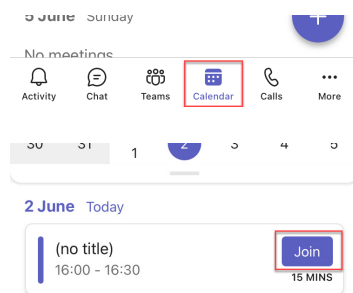 5 June Sunday
+
No meetings
Activity Chat Teams Calendar Calls More
30 31 1 2 3 4 5
2 June Today
(no title)
16:00 - 16:30
Join
15 MINS